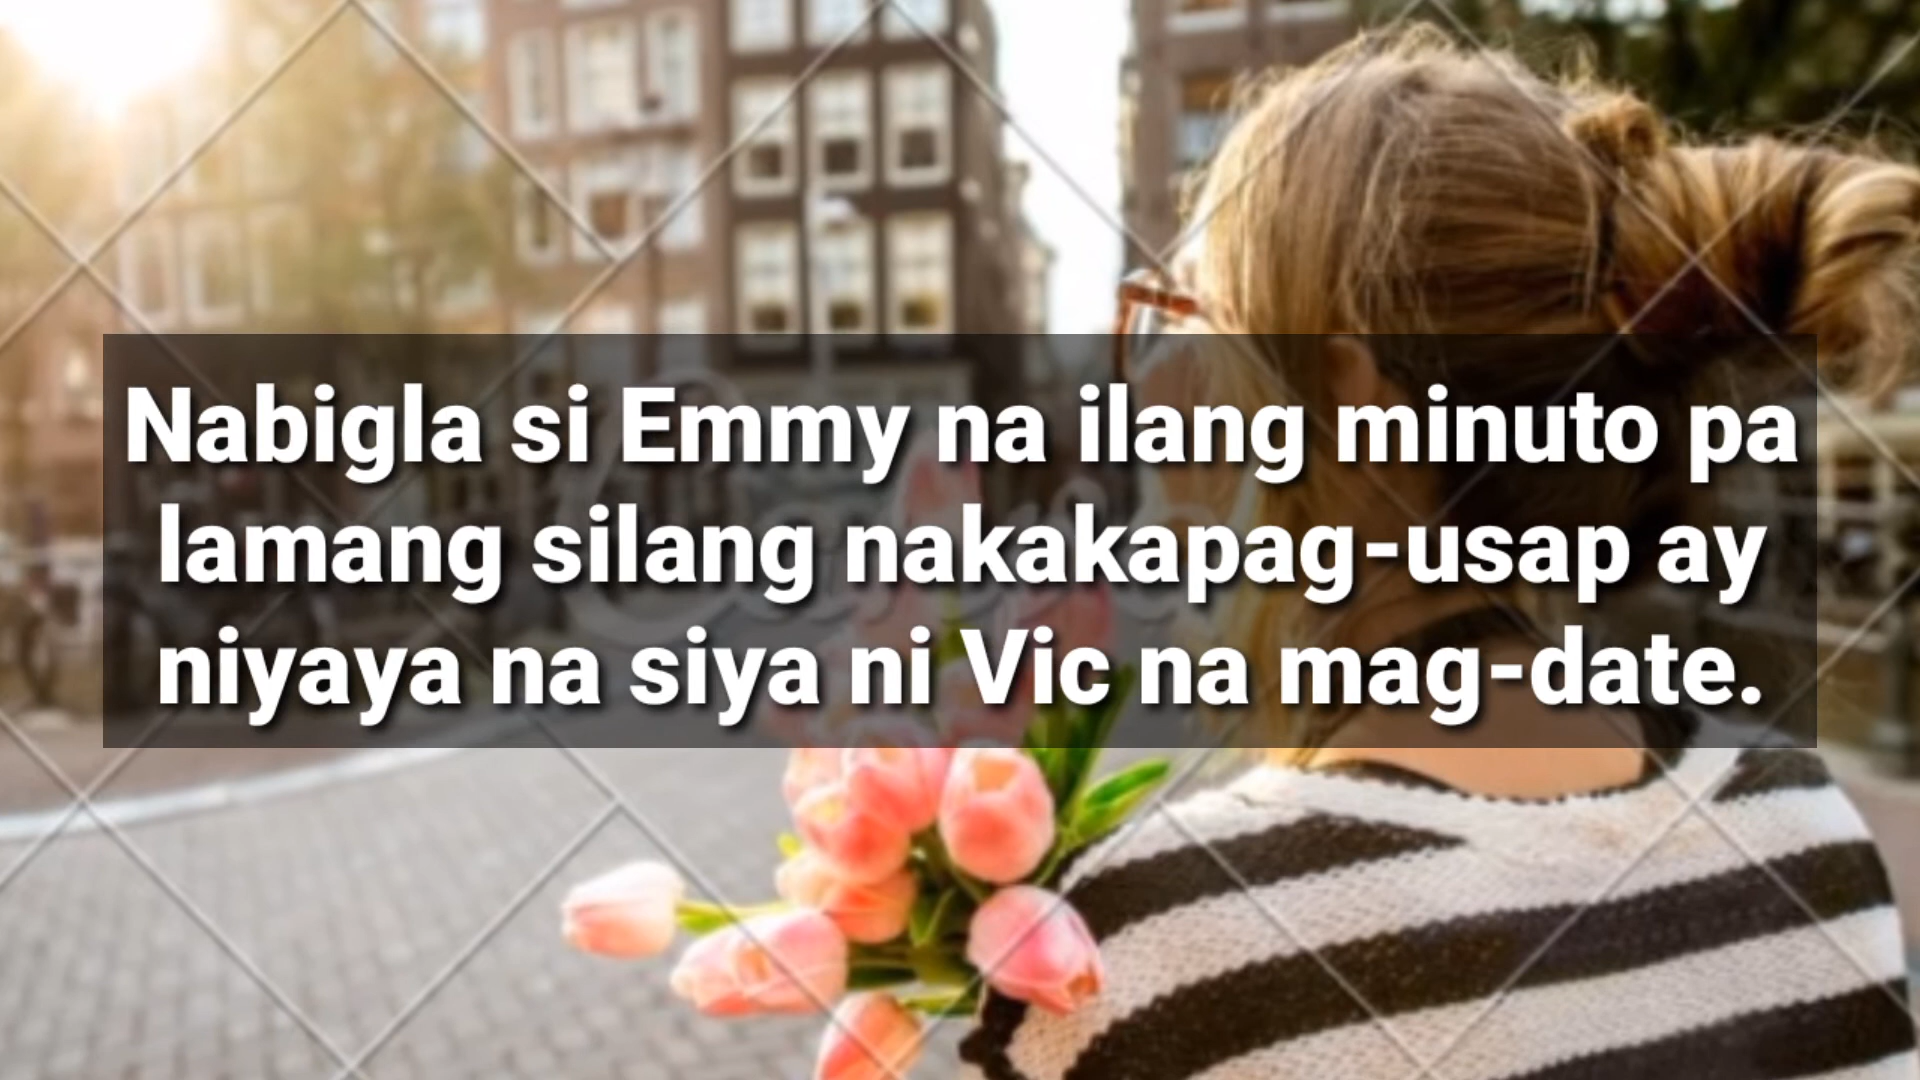 Nabigla si Emmy na ilang minuto pa
lamang silang nakakapag-usap ay
niyaya na siya ni Vic na mag-date.